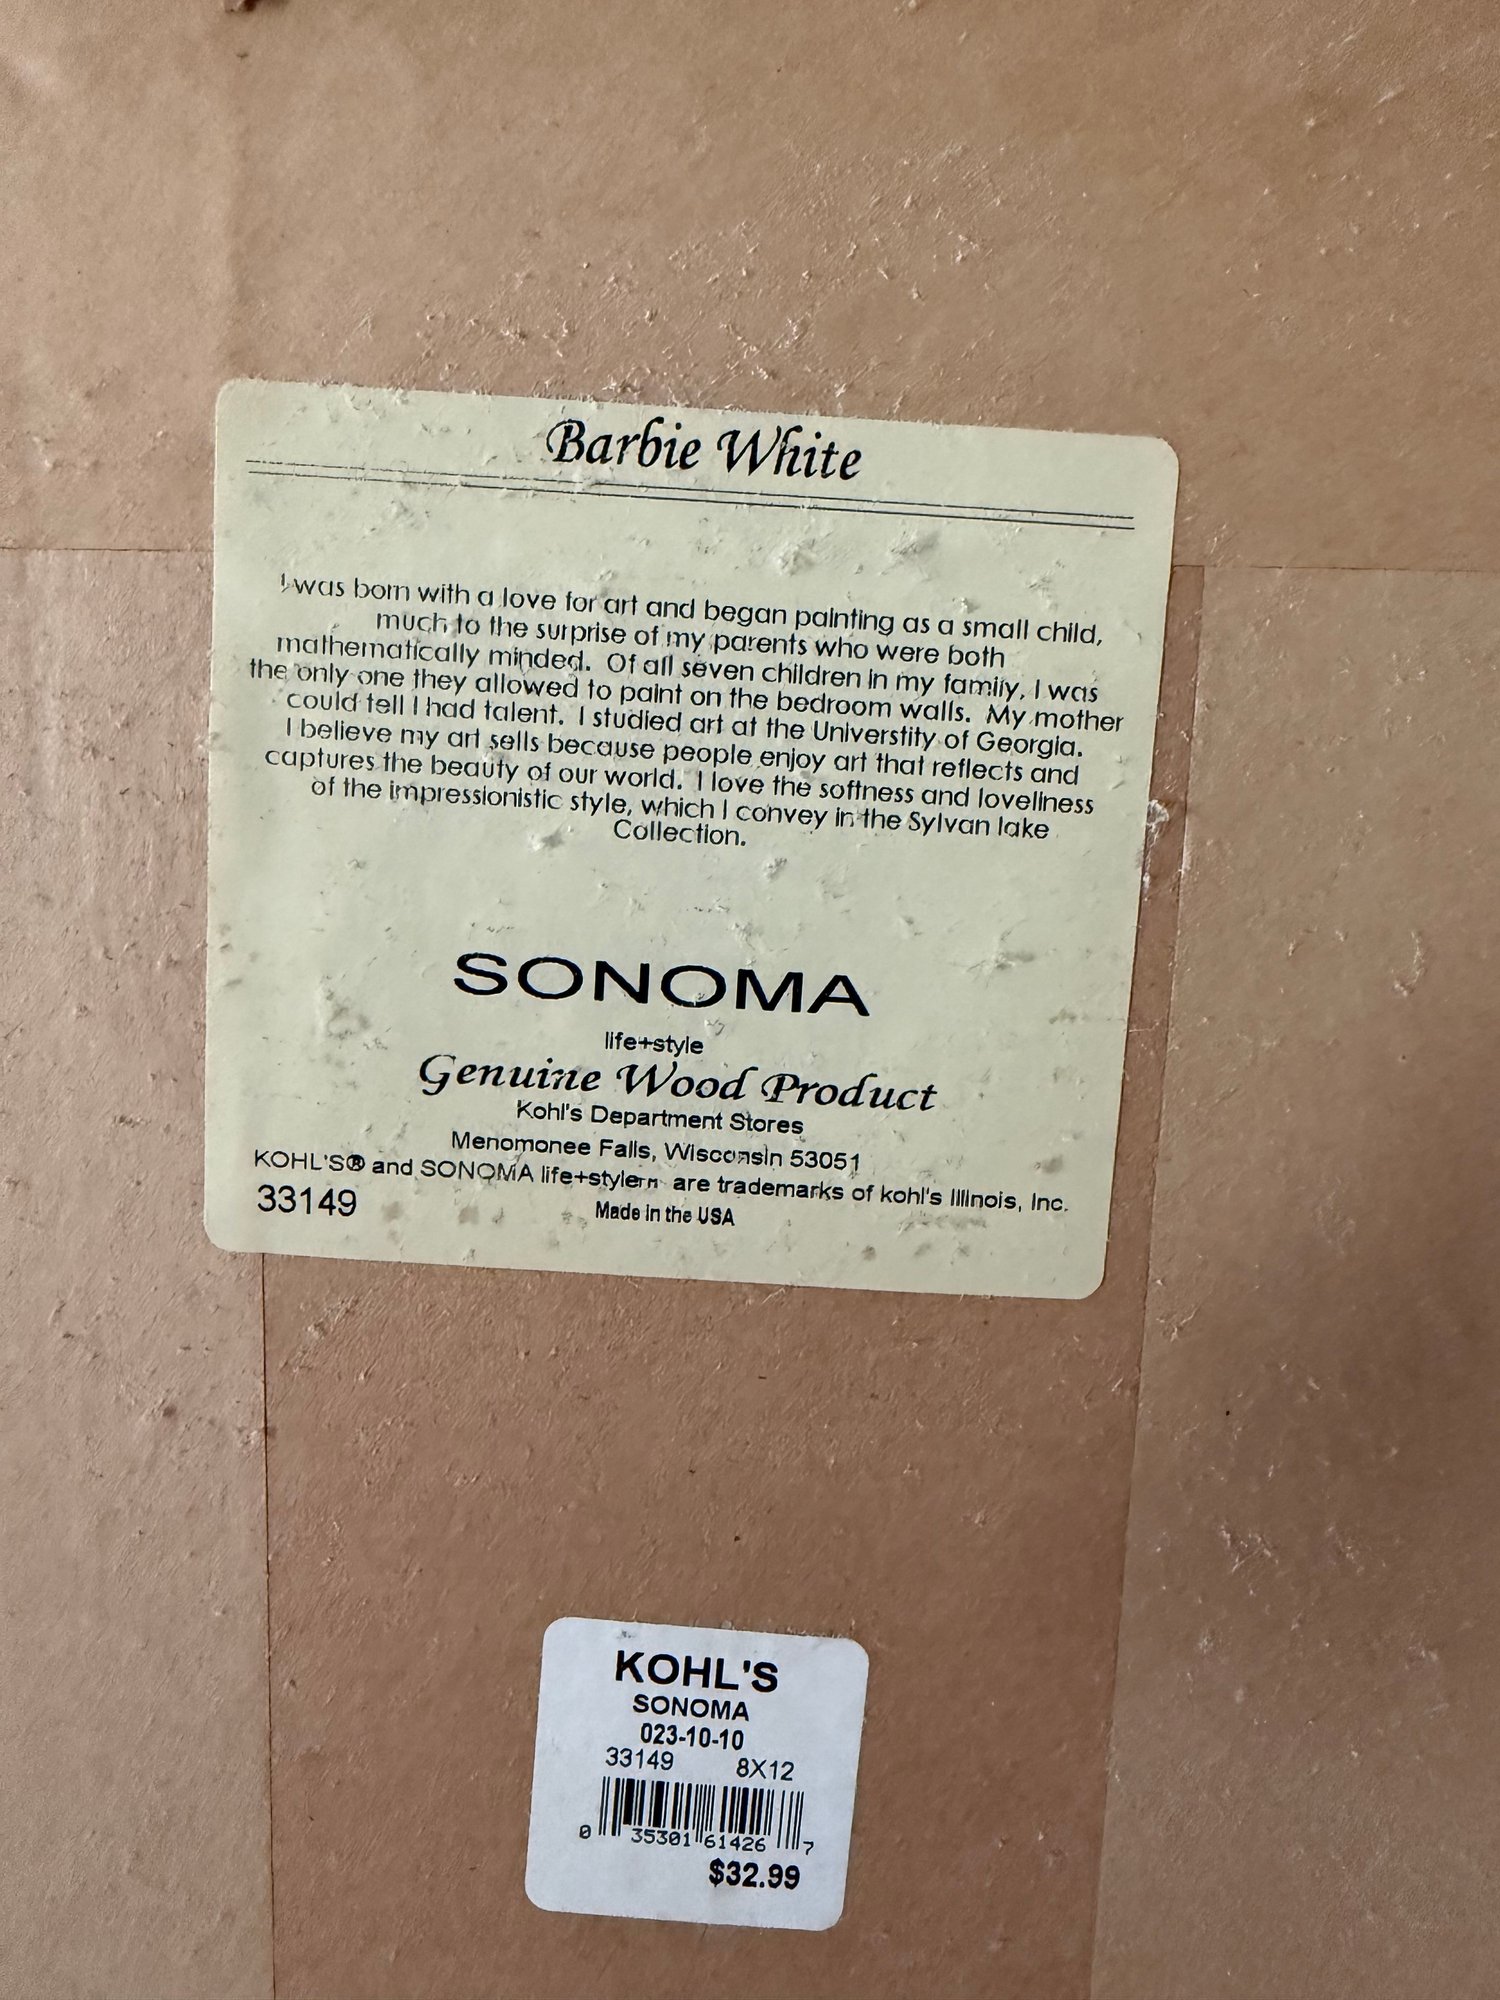 Barbie White
I was born with a love for art and began painting as a small child,
much to the surprise of my parents who were both
mathematically minded. Of all seven children in my family, I was
the only one they allowed to paint on the bedroom walls. My mother
could tell I had talent. I studied art at the Universtity of Georgia.
I believe my art sells because people enjoy art that reflects and
captures the beauty of our world. I love the softness and loveliness
of the impressionistic style, which I convey in the Sylvan lake
Collection.
SONOMA
life+style
Genuine Wood Product
Kohl's Department Stores
Menomonee Falls, Wisconsin 53051
KOHL'S® and SONOMA life+styletm are trademarks of kohl's Illinois, Inc.
33149
Made in the USA
KOHL'S
SONOMA
023-10-10
33149 8X12
0 35301 61426 7
$32.99